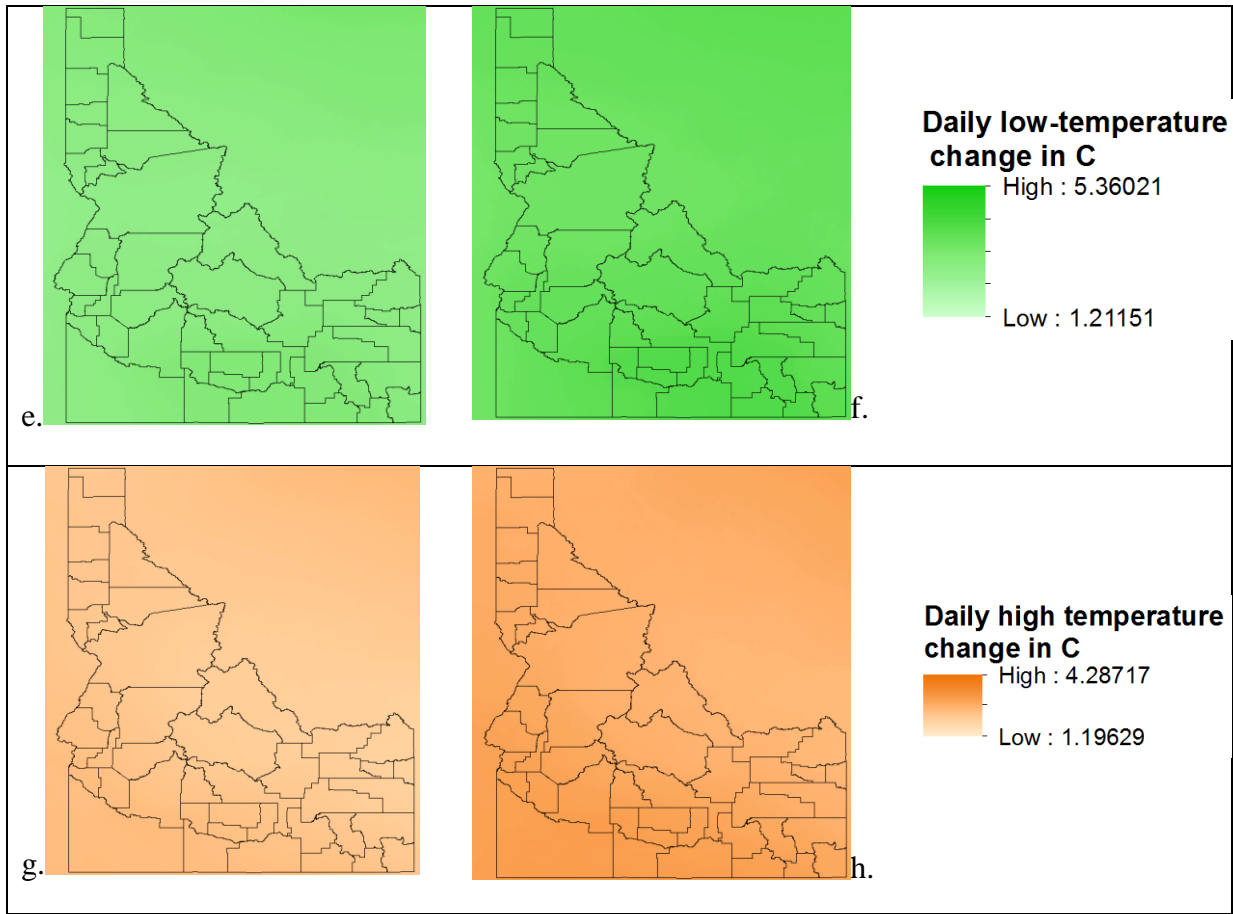 Daily low-temperature
change in C
High : 5.36021
Low : 1.21151
e.
f.
Daily high temperature
change in C
High : 4.28717
Low : 1.19629
g.
h.